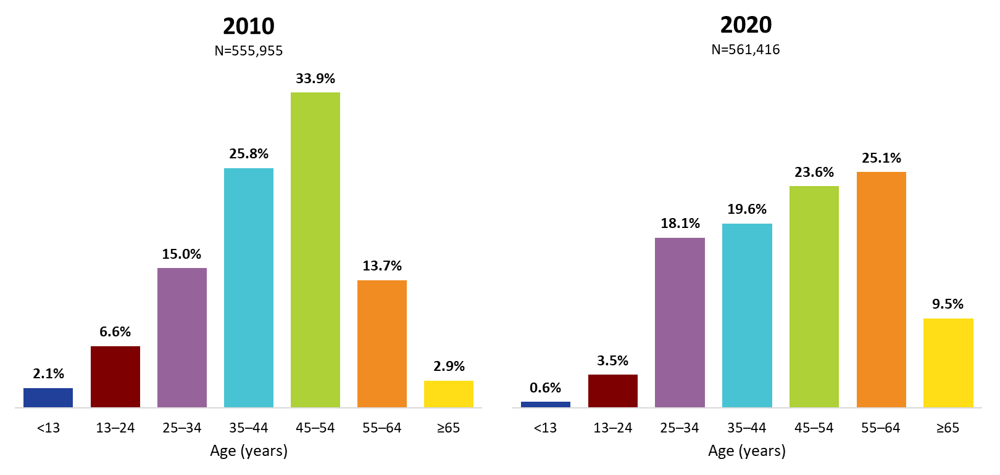 2010
N=555,955
33.9%
25.8%
15.0%
13.7%
6.6%
2.9%
2.1%
<13 13–24 25–34 35–44 45–54 55–64 ≥65
Age (years)
2020
N=561,416
25.1%
23.6%
19.6%
18.1%
9.5%
3.5%
0.6%
<13 13–24 25–34 35–44 45–54 55–64 ≥65
Age (years)